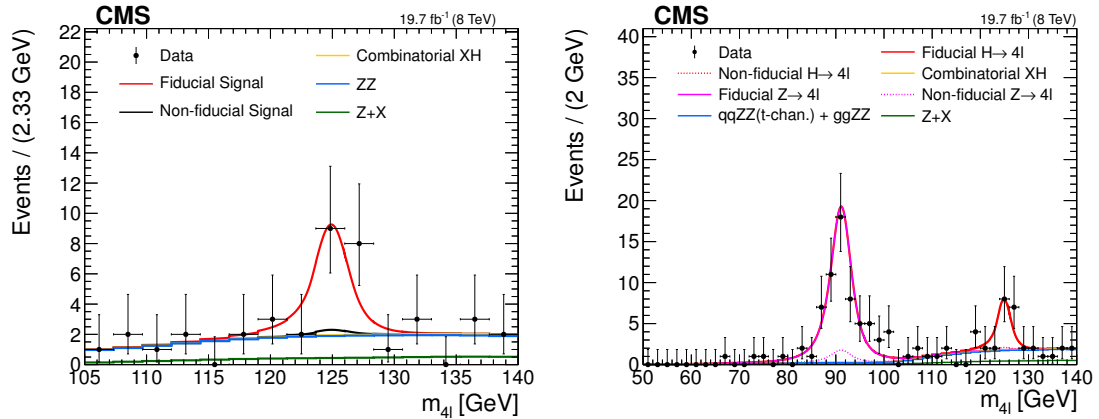 CMS 19.7 fb⁻¹ (8 TeV)
Events / (2.33 GeV)
22
20
18
16
14
12
10
8
6
4
2
0
Data
Fiducial Signal
Non-fiducial Signal
Combinatorial XH
ZZ
Z+X
105 110 115 120 125 130 135 140
m4l [GeV]
CMS 19.7 fb⁻¹ (8 TeV)
Events / (2 GeV)
40
35
30
25
20
15
10
5
0
Data
Non-fiducial H→ 4l
Fiducial Z→ 4l
qqZZ(t-chan.) + ggZZ
Fiducial H→ 4l
Combinatorial XH
Non-fiducial Z→ 4l
Z+X
50 60 70 80 90 100 110 120 130 140
m4l [GeV]